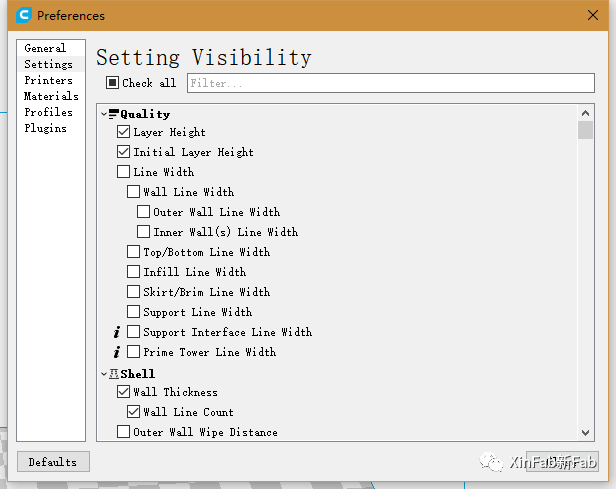 Preferences
General
Settings
Printers
Materials
Profiles
Plugins
Setting Visibility
Check all
Filter...
Quality
Layer Height
Initial Layer Height
Line Width
Wall Line Width
Outer Wall Line Width
Inner Wall(s) Line Width
Top/Bottom Line Width
Infill Line Width
Skirt/Brim Line Width
Support Line Width
Support Interface Line Width
Prime Tower Line Width
Shell
Wall Thickness
Wall Line Count
Outer Wall Wipe Distance
Defaults
XinFab新Fab